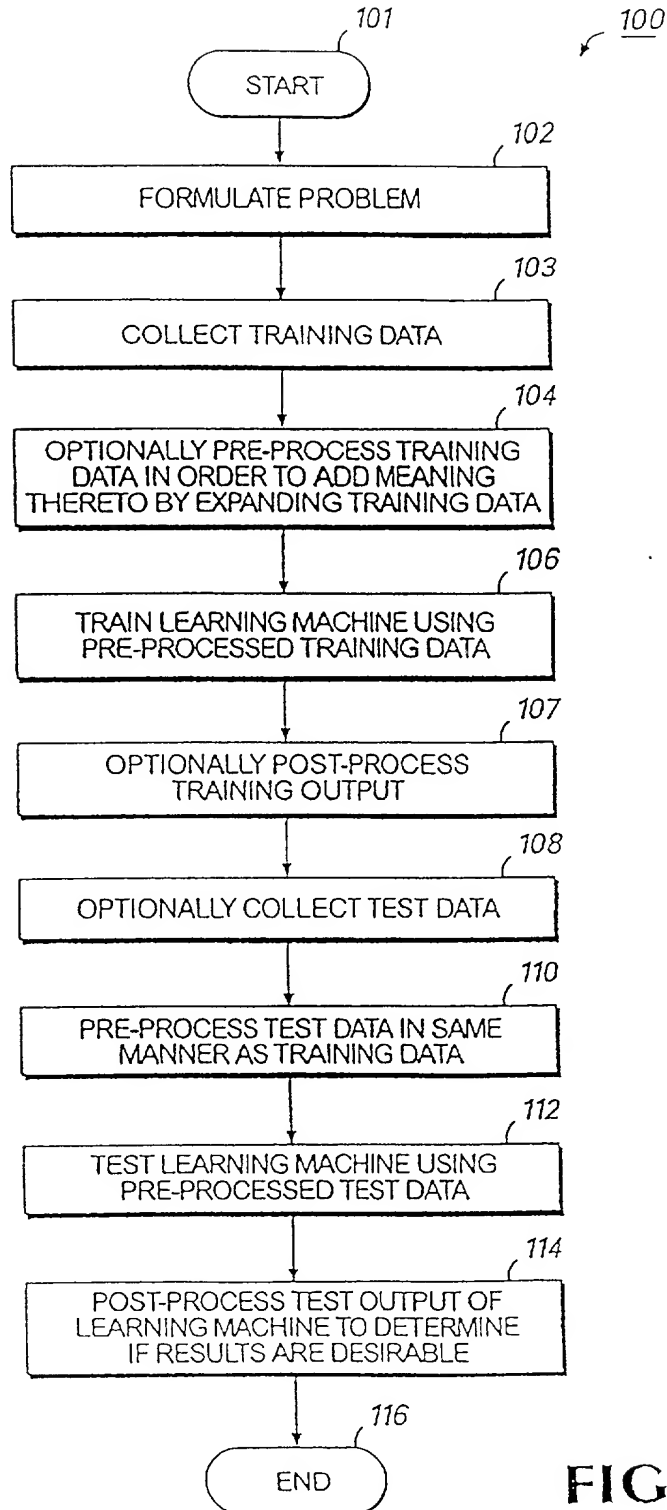 101
100
START
102
FORMULATE PROBLEM
103
COLLECT TRAINING DATA
104
OPTIONALLY PRE-PROCESS TRAINING
DATA IN ORDER TO ADD MEANING
THERETO BY EXPANDING TRAINING DATA
106
TRAIN LEARNING MACHINE USING
PRE-PROCESSED TRAINING DATA
107
OPTIONALLY POST-PROCESS
TRAINING OUTPUT
108
OPTIONALLY COLLECT TEST DATA
110
PRE-PROCESS TEST DATA IN SAME
MANNER AS TRAINING DATA
112
TEST LEARNING MACHINE USING
PRE-PROCESSED TEST DATA
114
POST-PROCESS TEST OUTPUT OF
LEARNING MACHINE TO DETERMINE
IF RESULTS ARE DESIRABLE
116
END
FIG